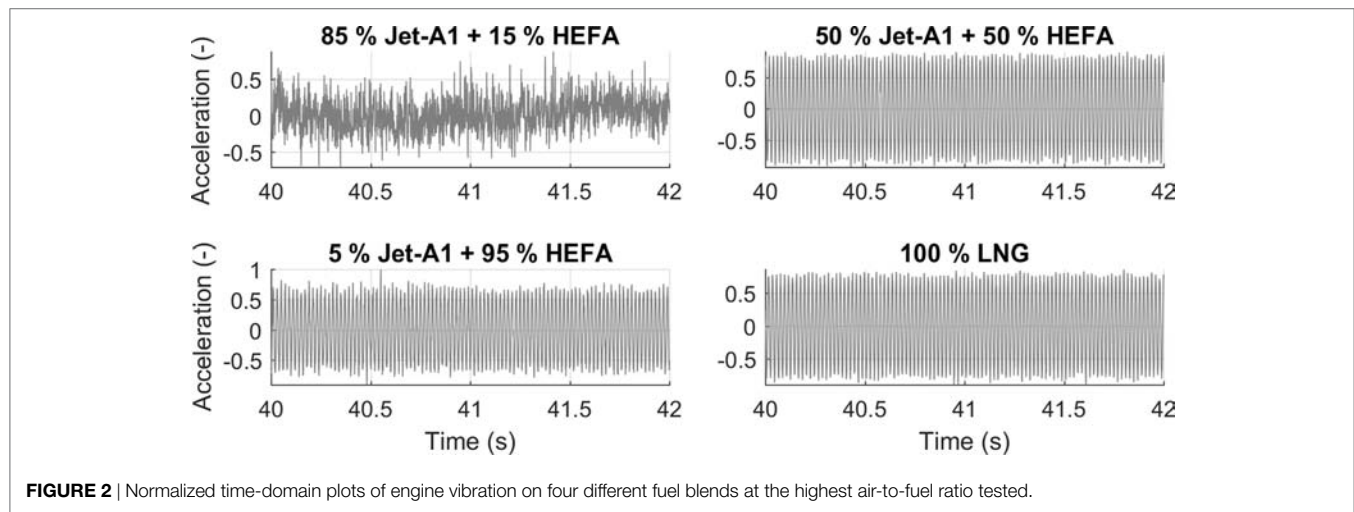 85 % Jet-A1 + 15 % HEFA
Acceleration (-)
0.5
0
-0.5
40 40.5 41 41.5 42
50 % Jet-A1 + 50 % HEFA
0.5
0
-0.5
40 40.5 41 41.5 42
5 % Jet-A1 + 95 % HEFA
Acceleration (-)
1
0.5
0
-0.5
40 40.5 41 41.5 42
Time (s)
100 % LNG
0.5
0
-0.5
40 40.5 41 41.5 42
Time (s)
FIGURE 2 | Normalized time-domain plots of engine vibration on four different fuel blends at the highest air-to-fuel ratio tested.